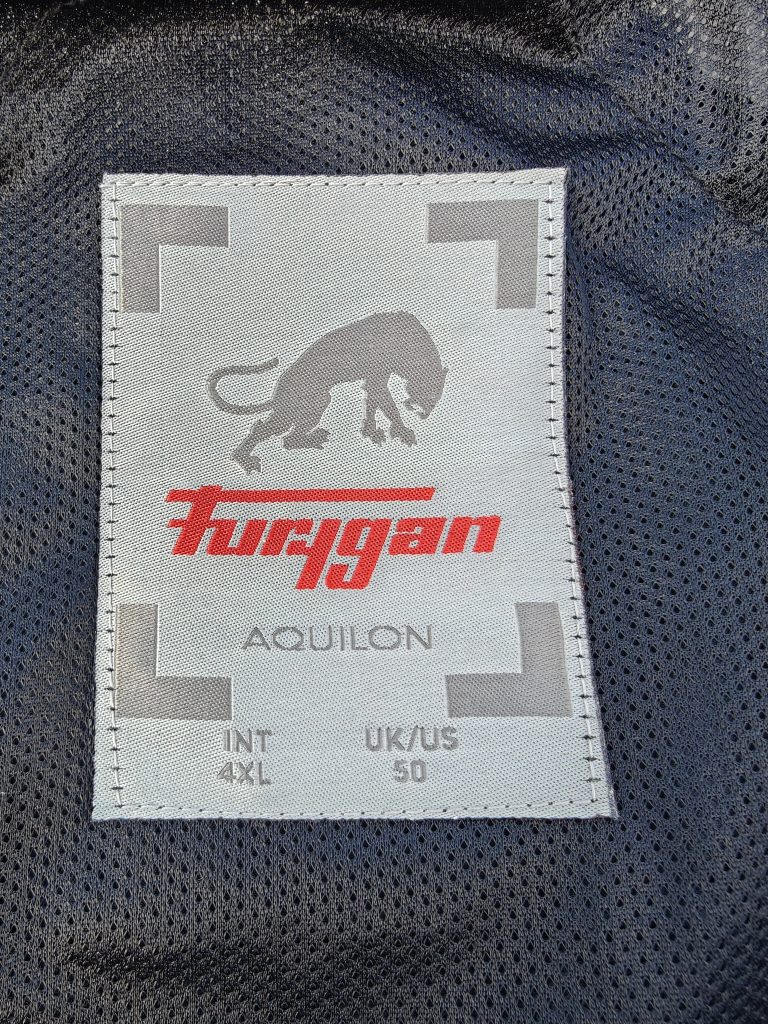 Furygan
AQUILON
INT UK/US
4XL 50